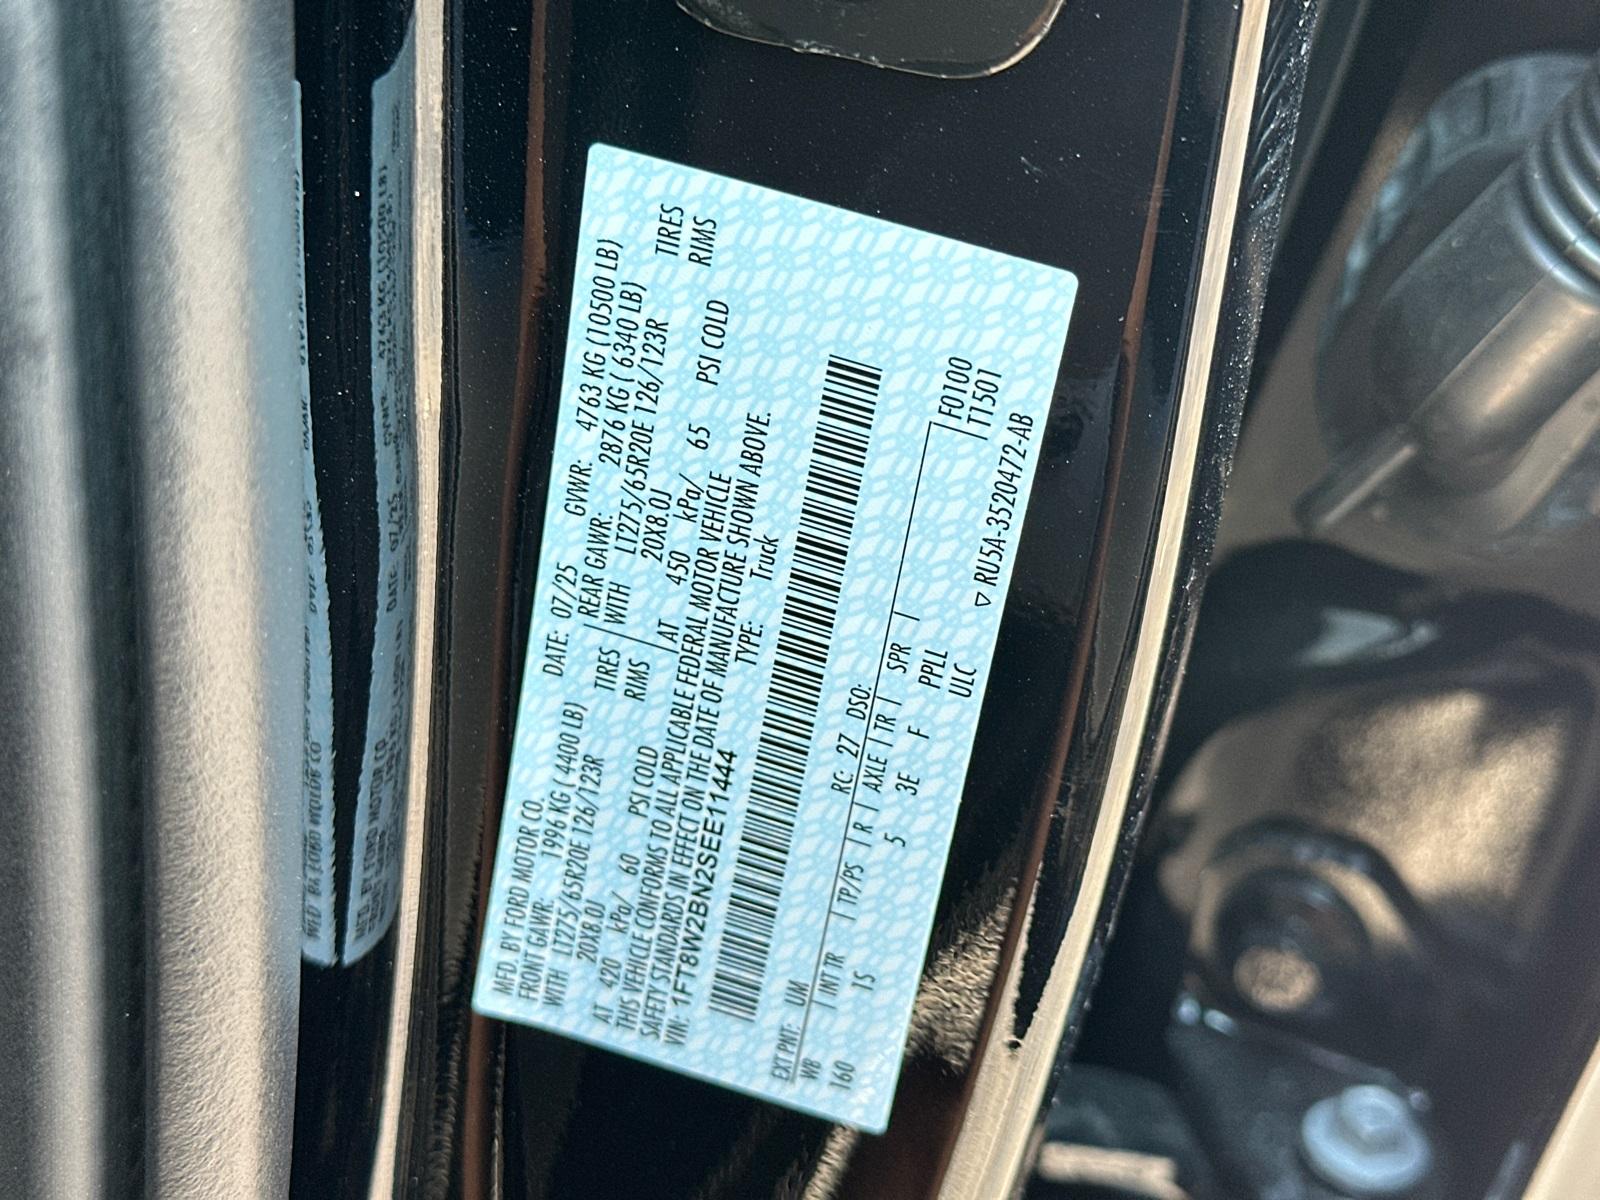 MFD. BY FORD MOTOR CO.
DATE: 07/25 GVWR: 4763 KG (10500 LB)
FRONT GAWR: 1996 KG ( 4400 LB)
REAR GAWR: 2876 KG ( 6340 LB)
WITH LT275/65R20E 126/123R TIRES
WITH LT275/65R20E 126/123R TIRES
20X8.0J RIMS
20X8.0J RIMS
AT 420 kPa/ 60 PSI COLD
AT 450 kPa/ 65 PSI COLD
THIS VEHICLE CONFORMS TO ALL APPLICABLE FEDERAL MOTOR VEHICLE
SAFETY STANDARDS IN EFFECT ON THE DATE OF MANUFACTURE SHOWN ABOVE.
VIN: 1FT8W2BN2SEE11444
TYPE: Truck
EXT PNT: UM RC: 27 DSO:
WB INT TR TP/PS R AXLE TR SPR
160 1S 5 3E F PPLL F0100
ULC T1501
▽ RU5A-3520472-AB